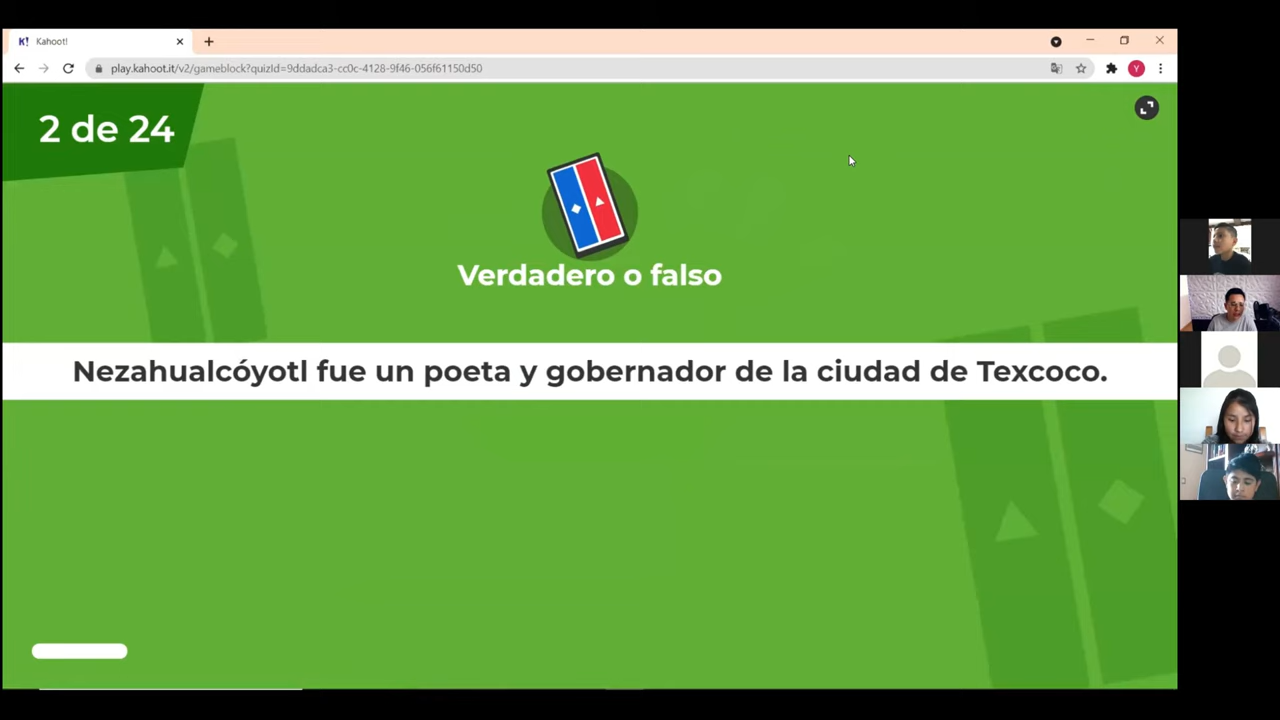 K! Kahoot!
play.kahoot.it/v2/gameblock?quizId=9ddadca3-cc0c-4128-9f46-056f61150d50
Y
2 de 24
Verdadero o falso
Nezahualcóyotl fue un poeta y gobernador de la ciudad de Texcoco.